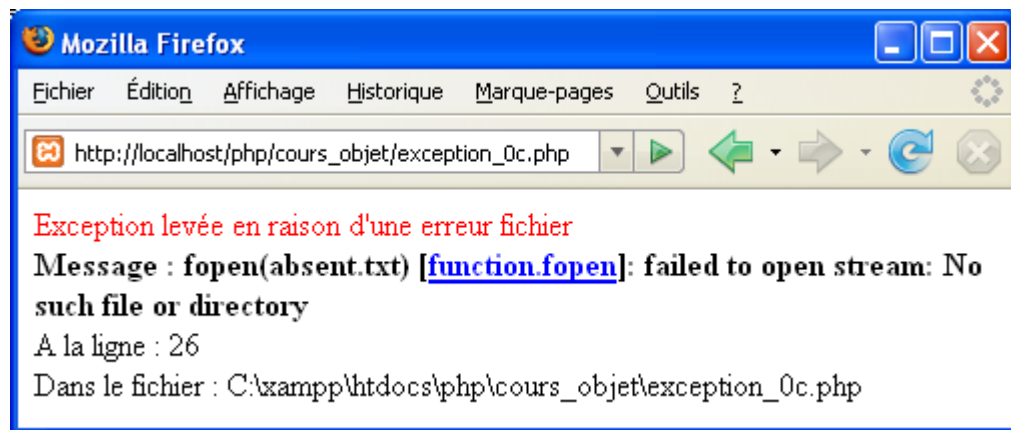 Mozilla Firefox
Fichier Édition Affichage Historique Marque-pages Outils ?
http://localhost/php/cours_objet/exception_0c.php
Exception levée en raison d'une erreur fichier
Message : fopen(absent.txt) [function.fopen]: failed to open stream: No
such file or directory
A la ligne : 26
Dans le fichier : C:\xampp\htdocs\php\cours_objet\exception_0c.php